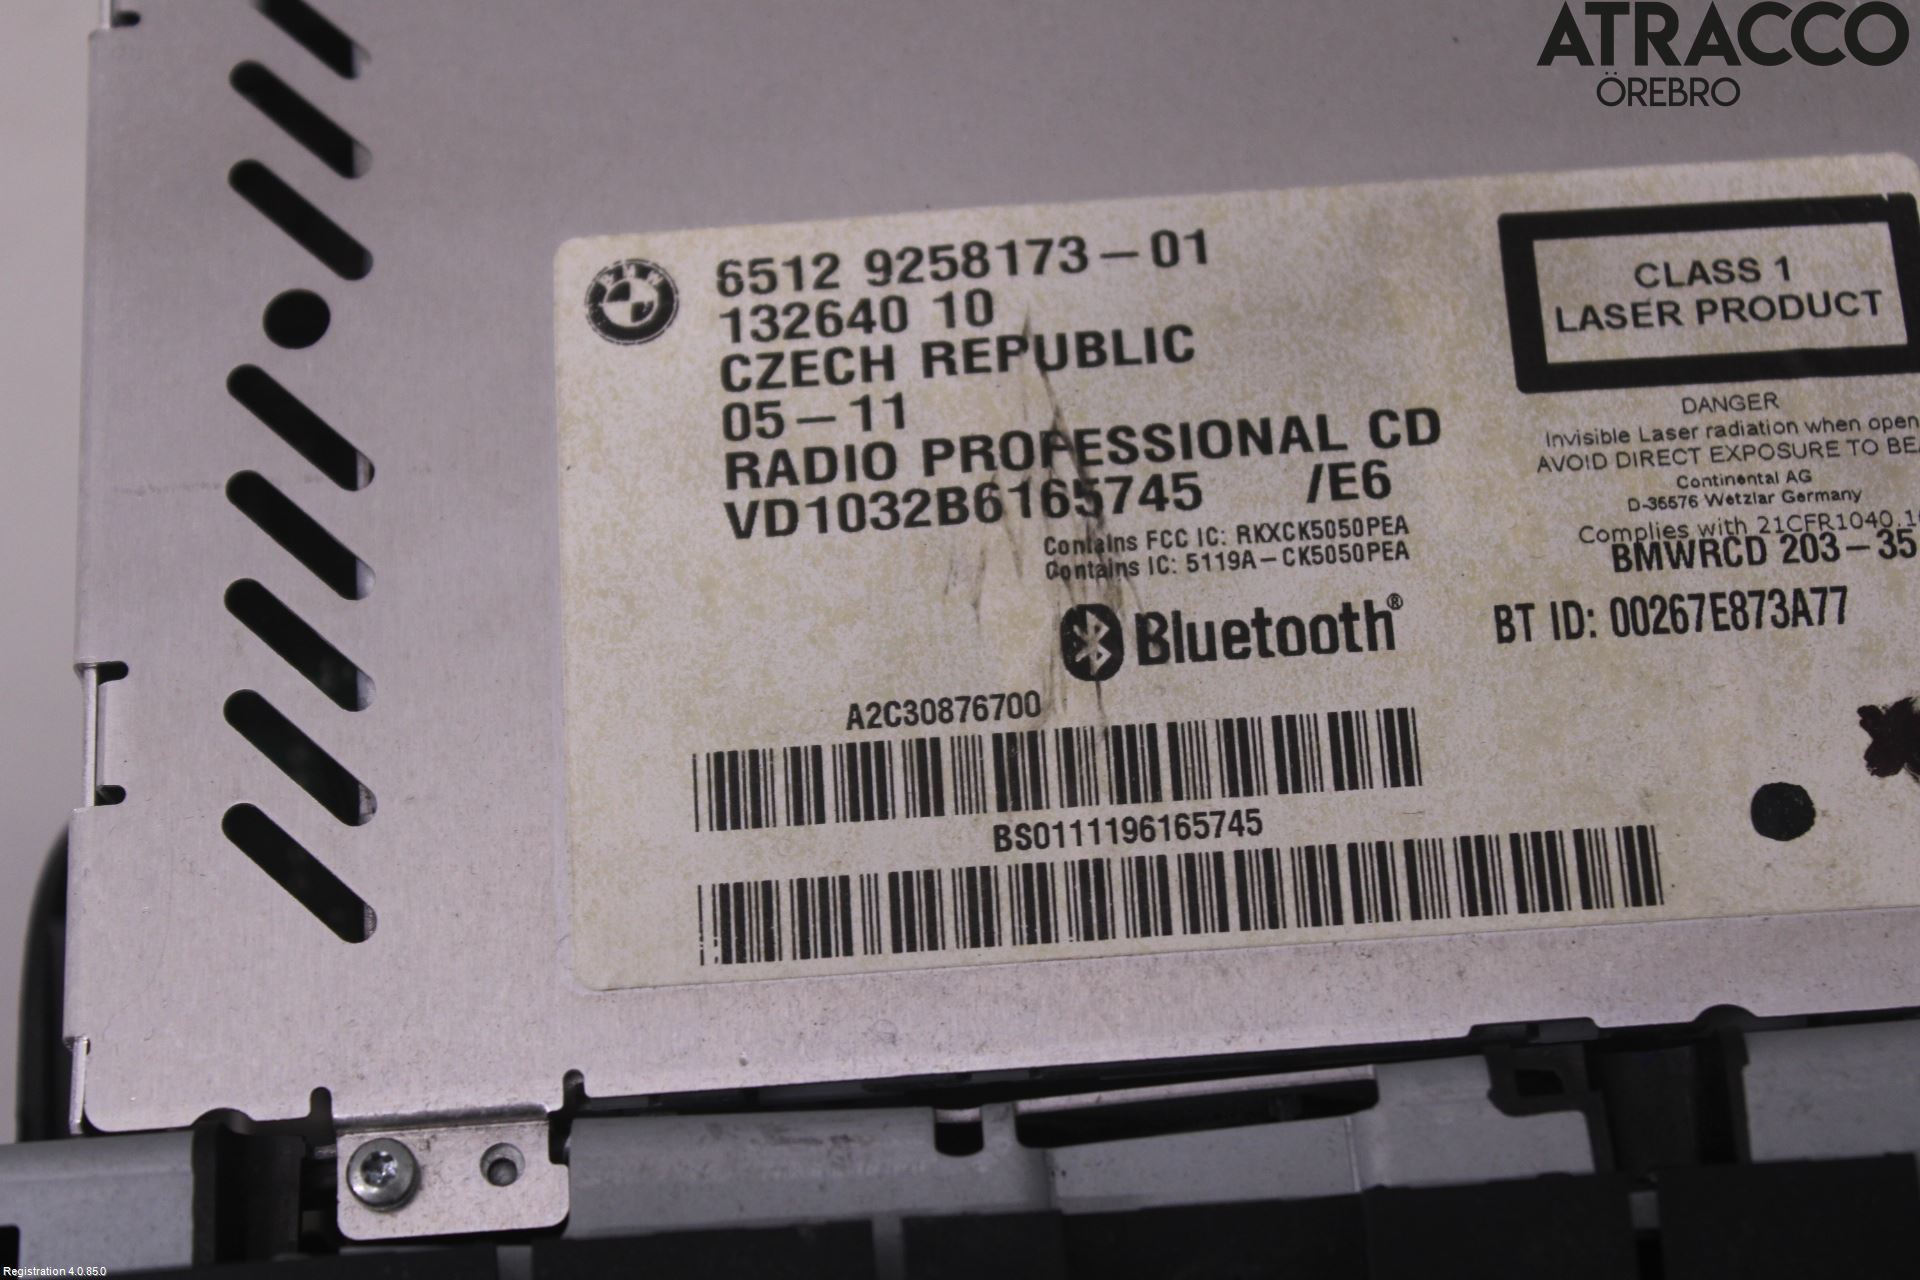 ATRACCO
ÖREBRO
BMW
6512 9258173-01
132640 10
CZECH REPUBLIC
05-11
RADIO PROFESSIONAL CD
VD1032B6165745 /E6
Contains FCC IC: RKXCK5050PEA
Contains IC: 5119A-CK5050PEA
Bluetooth®
CLASS 1
LASER PRODUCT
DANGER
Invisible Laser radiation when open
AVOID DIRECT EXPOSURE TO
Continental AG
D-35576 Wetzlar Germany
Complies with 21CFR1040.1
BMWRCD 203-35
BT ID: 00267E873A77
A2C30876700
BS0111196165745
Registration 4.0.85.0